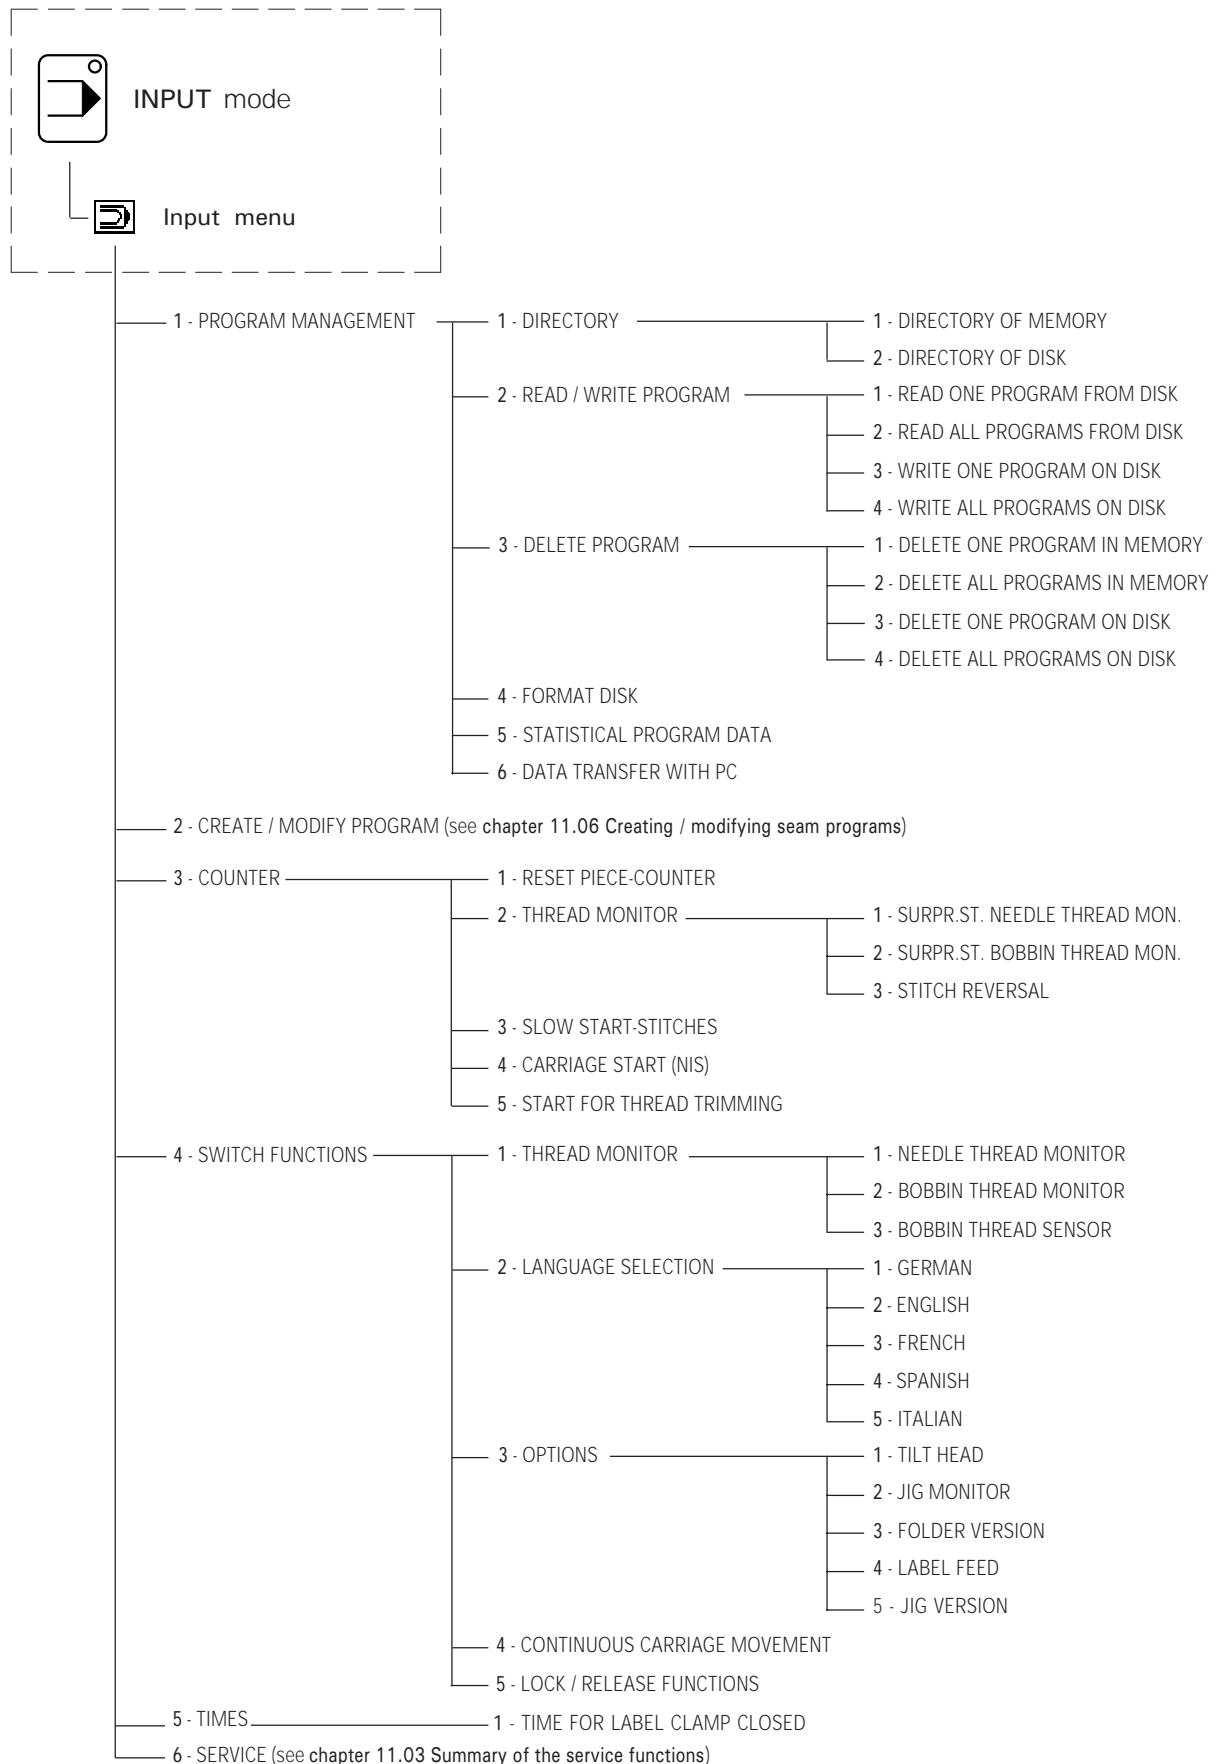 INPUT mode
Input menu
1 - PROGRAM MANAGEMENT
1 - DIRECTORY
1 - DIRECTORY OF MEMORY
2 - DIRECTORY OF DISK
2 - READ / WRITE PROGRAM
1 - READ ONE PROGRAM FROM DISK
2 - READ ALL PROGRAMS FROM DISK
3 - WRITE ONE PROGRAM ON DISK
4 - WRITE ALL PROGRAMS ON DISK
3 - DELETE PROGRAM
1 - DELETE ONE PROGRAM IN MEMORY
2 - DELETE ALL PROGRAMS IN MEMORY
3 - DELETE ONE PROGRAM ON DISK
4 - DELETE ALL PROGRAMS ON DISK
4 - FORMAT DISK
5 - STATISTICAL PROGRAM DATA
6 - DATA TRANSFER WITH PC
2 - CREATE / MODIFY PROGRAM (see chapter 11.06 Creating / modifying seam programs)
3 - COUNTER
1 - RESET PIECE-COUNTER
2 - THREAD MONITOR
1 - SURPR.ST. NEEDLE THREAD MON.
2 - SURPR.ST. BOBBIN THREAD MON.
3 - STITCH REVERSAL
3 - SLOW START-STITCHES
4 - CARRIAGE START (NIS)
5 - START FOR THREAD TRIMMING
4 - SWITCH FUNCTIONS
1 - THREAD MONITOR
1 - NEEDLE THREAD MONITOR
2 - BOBBIN THREAD MONITOR
3 - BOBBIN THREAD SENSOR
2 - LANGUAGE SELECTION
1 - GERMAN
2 - ENGLISH
3 - FRENCH
4 - SPANISH
5 - ITALIAN
3 - OPTIONS
1 - TILT HEAD
2 - JIG MONITOR
3 - FOLDER VERSION
4 - LABEL FEED
5 - JIG VERSION
4 - CONTINUOUS CARRIAGE MOVEMENT
5 - LOCK / RELEASE FUNCTIONS
5 - TIMES
1 - TIME FOR LABEL CLAMP CLOSED
6 - SERVICE (see chapter 11.03 Summary of the service functions)